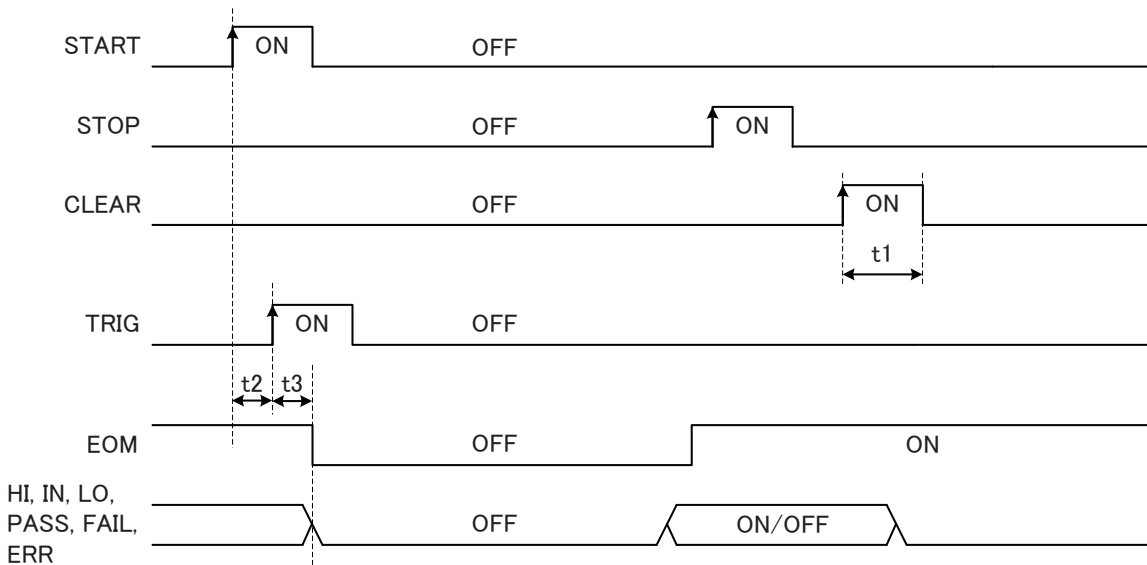 START ON OFF
STOP OFF ON
CLEAR OFF ON
t1
TRIG ON OFF
t2 t3
EOM OFF ON
HI, IN, LO,
PASS, FAIL, OFF ON/OFF
ERR